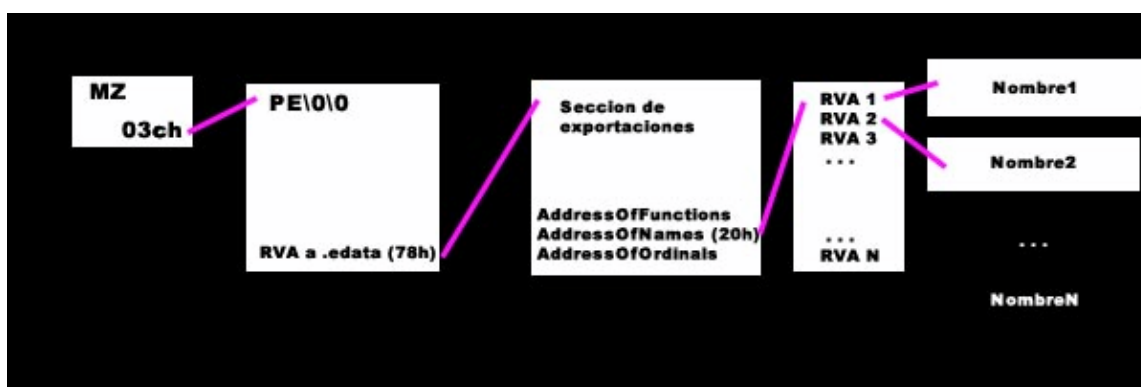 MZ
03ch
PE\0\0
RVA a .edata (78h)
Seccion de
exportaciones
AddressOfFunctions
AddressOfNames (20h)
AddressOfOrdinals
RVA 1
RVA 2
RVA 3
...
...
RVA N
Nombre1
Nombre2
...
NombreN